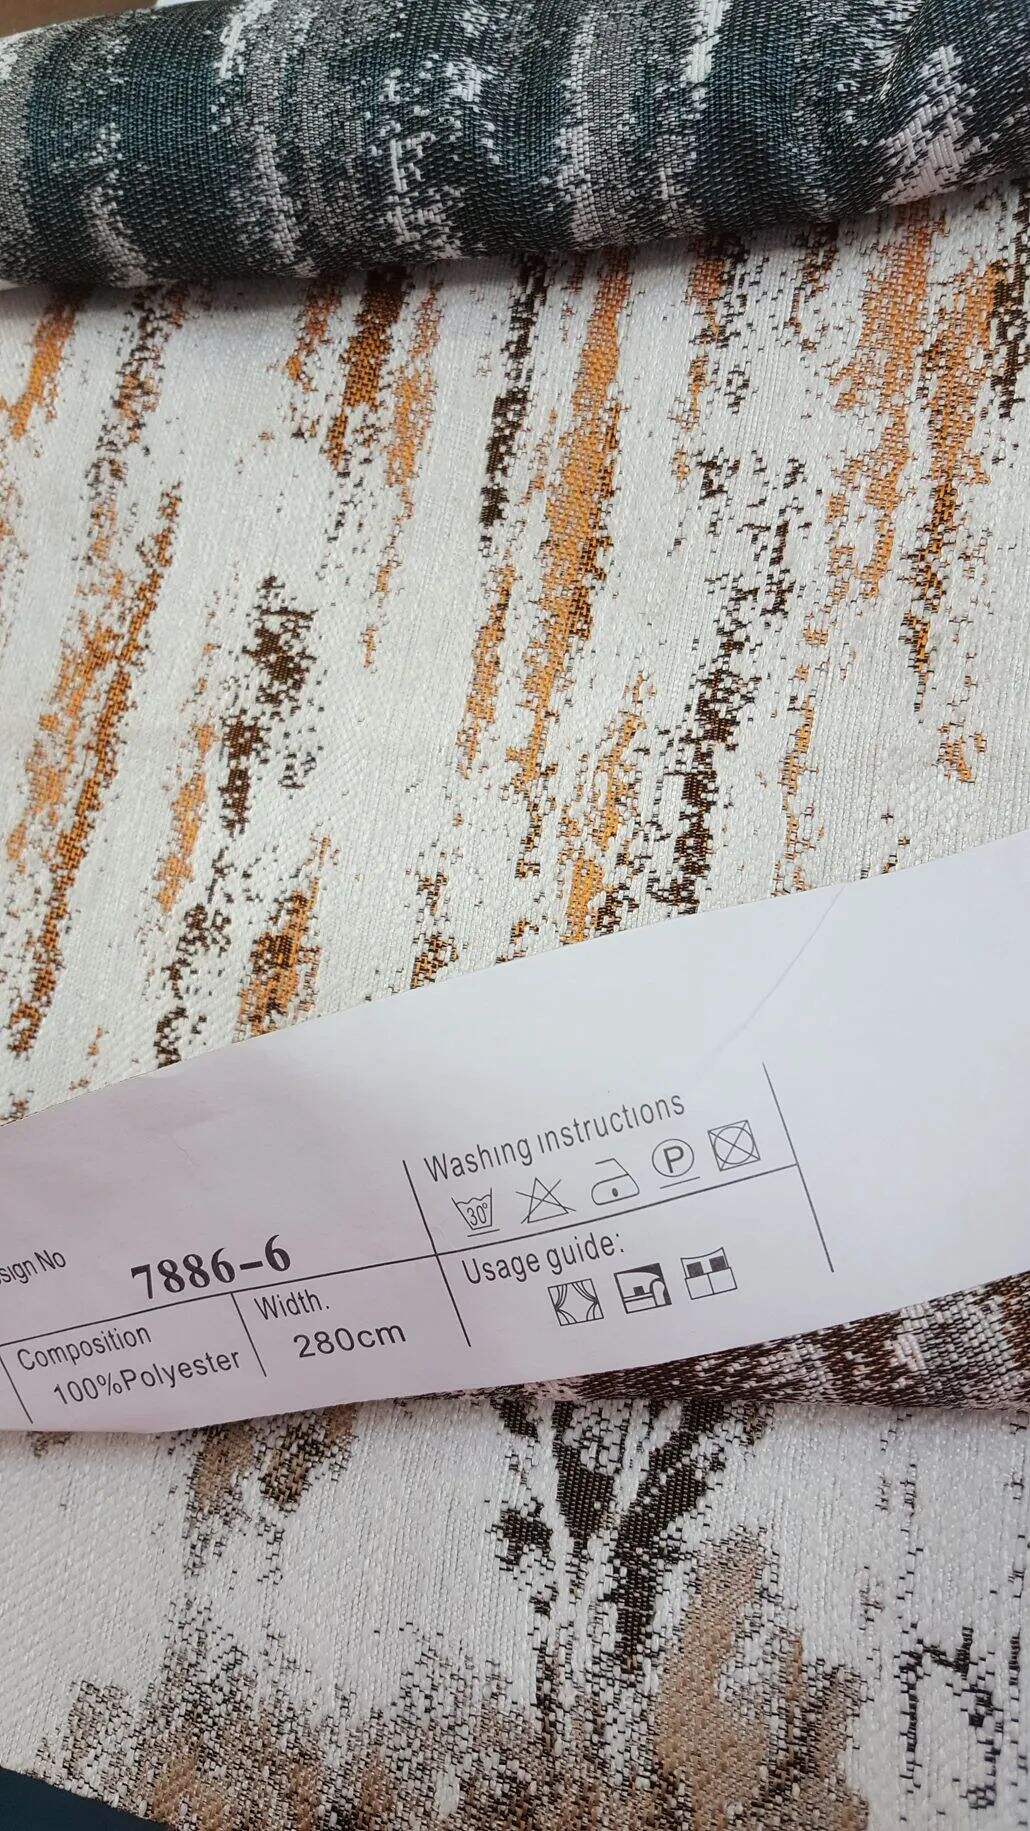 Washing instructions
30°
P
sign No 7886-6
Usage guide:
Composition
100%Polyester
Width.
280cm